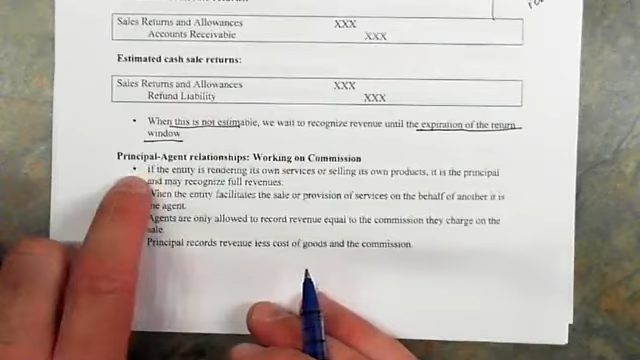 Sales Returns and Allowances XXX
Accounts Receivable XXX
Estimated cash sale returns:
Sales Returns and Allowances XXX
Refund Liability XXX
• When this is not estimable, we wait to recognize revenue until the expiration of the return
window
Principal-Agent relationships: Working on Commission
• If the entity is rendering its own services or selling its own products, it is the principal
and may recognize full revenues.
When the entity facilitates the sale or provision of services on the behalf of another it is
the agent.
Agents are only allowed to record revenue equal to the commission they charge on the
sale.
Principal records revenue less cost of goods and the commission.